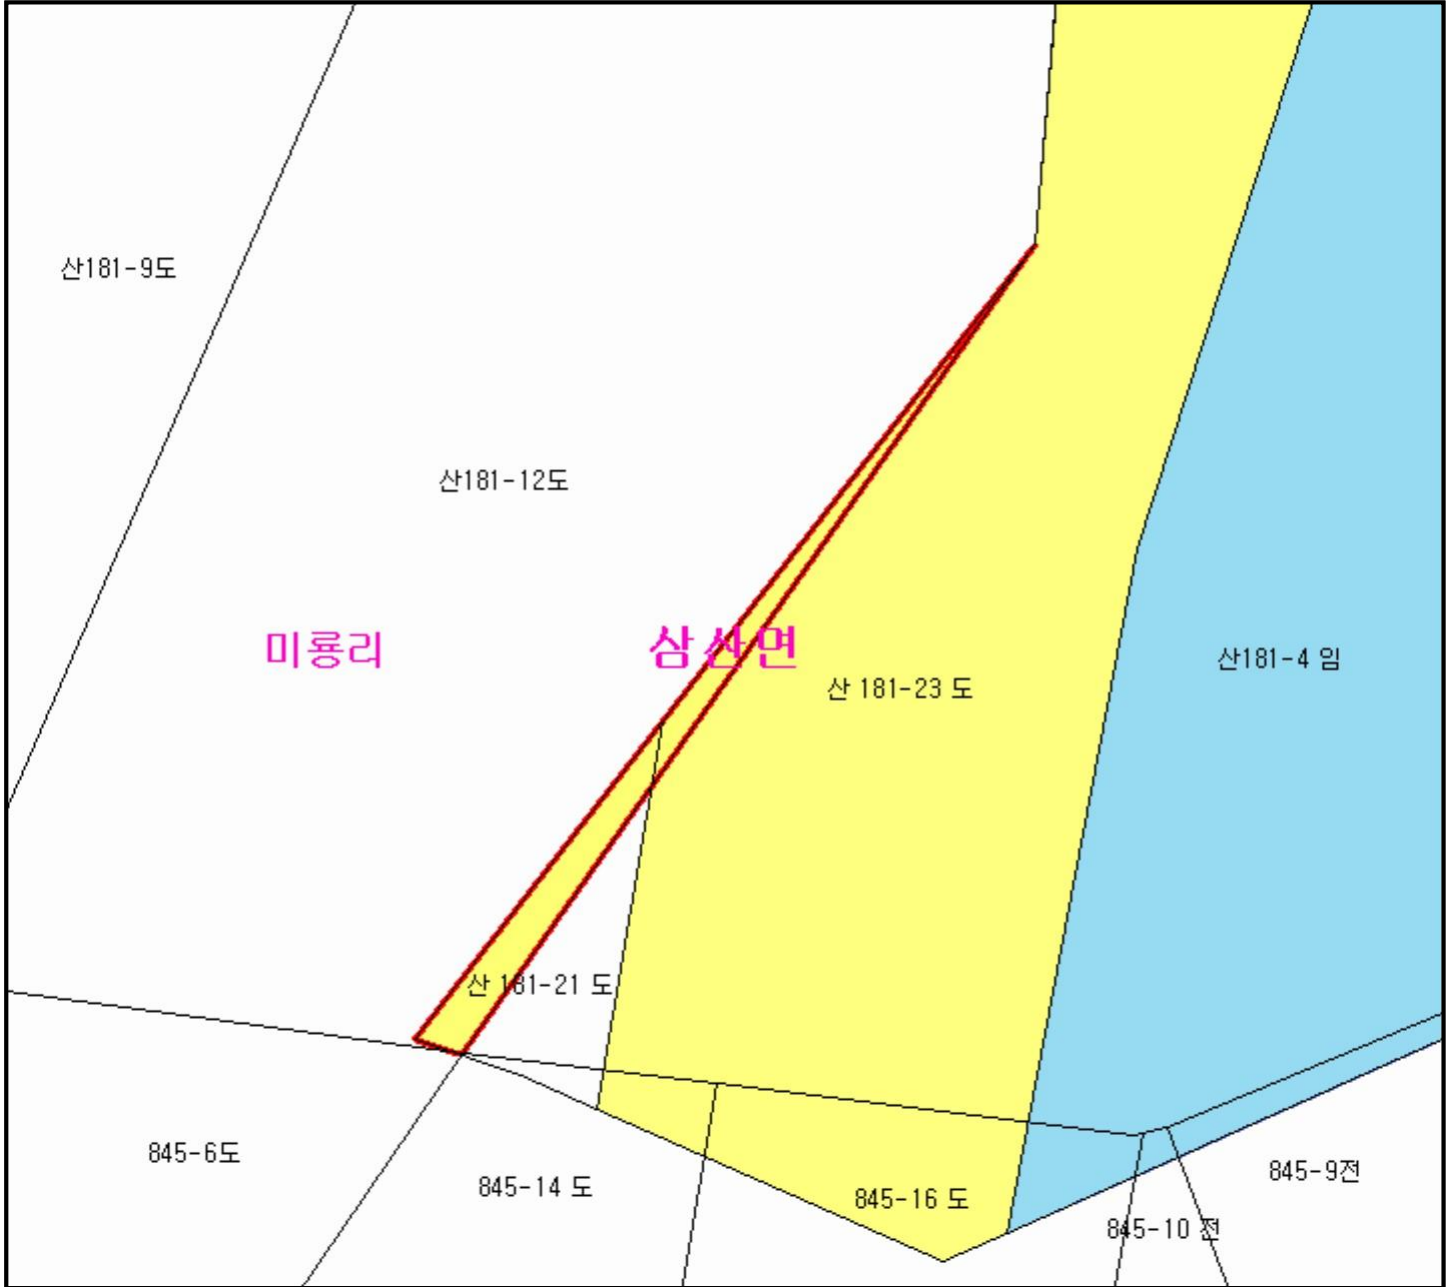 산181-9도
산181-12도
미룡리
삼산면
산 181-23 도
산181-4 임
산 181-21 도
845-6도
845-14 도
845-16 도
845-10 전
845-9전